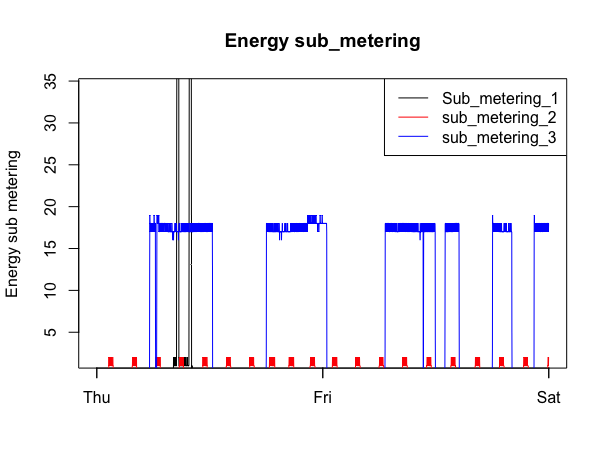 Energy sub_metering
Sub_metering_1
sub_metering_2
sub_metering_3
Energy sub metering
35
30
25
20
15
10
5
Thu Fri Sat